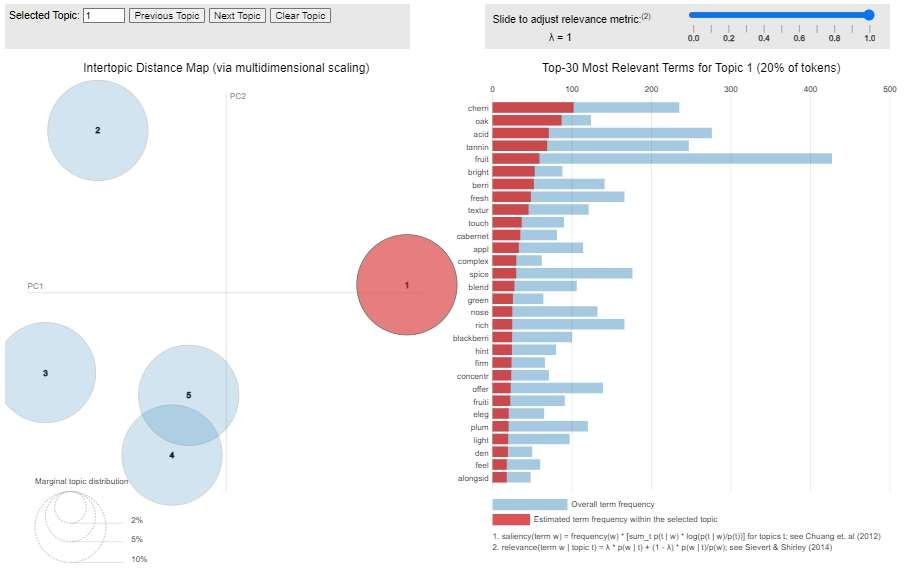 Selected Topic: 1 Previous Topic Next Topic Clear Topic
Slide to adjust relevance metric:(2)
λ = 1
0.0 0.2 0.4 0.6 0.8 1.0
Intertopic Distance Map (via multidimensional scaling)
PC2
PC1
2
1
3
5
4
Marginal topic distribution
2%
5%
10%
Top-30 Most Relevant Terms for Topic 1 (20% of tokens)
0 100 200 300 400 500
cherri
oak
acid
tannin
fruit
bright
berri
fresh
textur
touch
cabernet
appl
complex
spice
blend
green
nose
rich
blackberri
hint
firm
concentr
offer
fruiti
eleg
plum
light
den
feel
alongsid
Overall term frequency
Estimated term frequency within the selected topic
1. saliency(term w) = frequency(w) * [sum_t p(t | w) * log(p(t | w)/p(t))] for topics t; see Chuang et. al (2012)
2. relevance(term w | topic t) = λ * p(w | t) + (1 - λ) * p(w | t)/p(w); see Sievert & Shirley (2014)